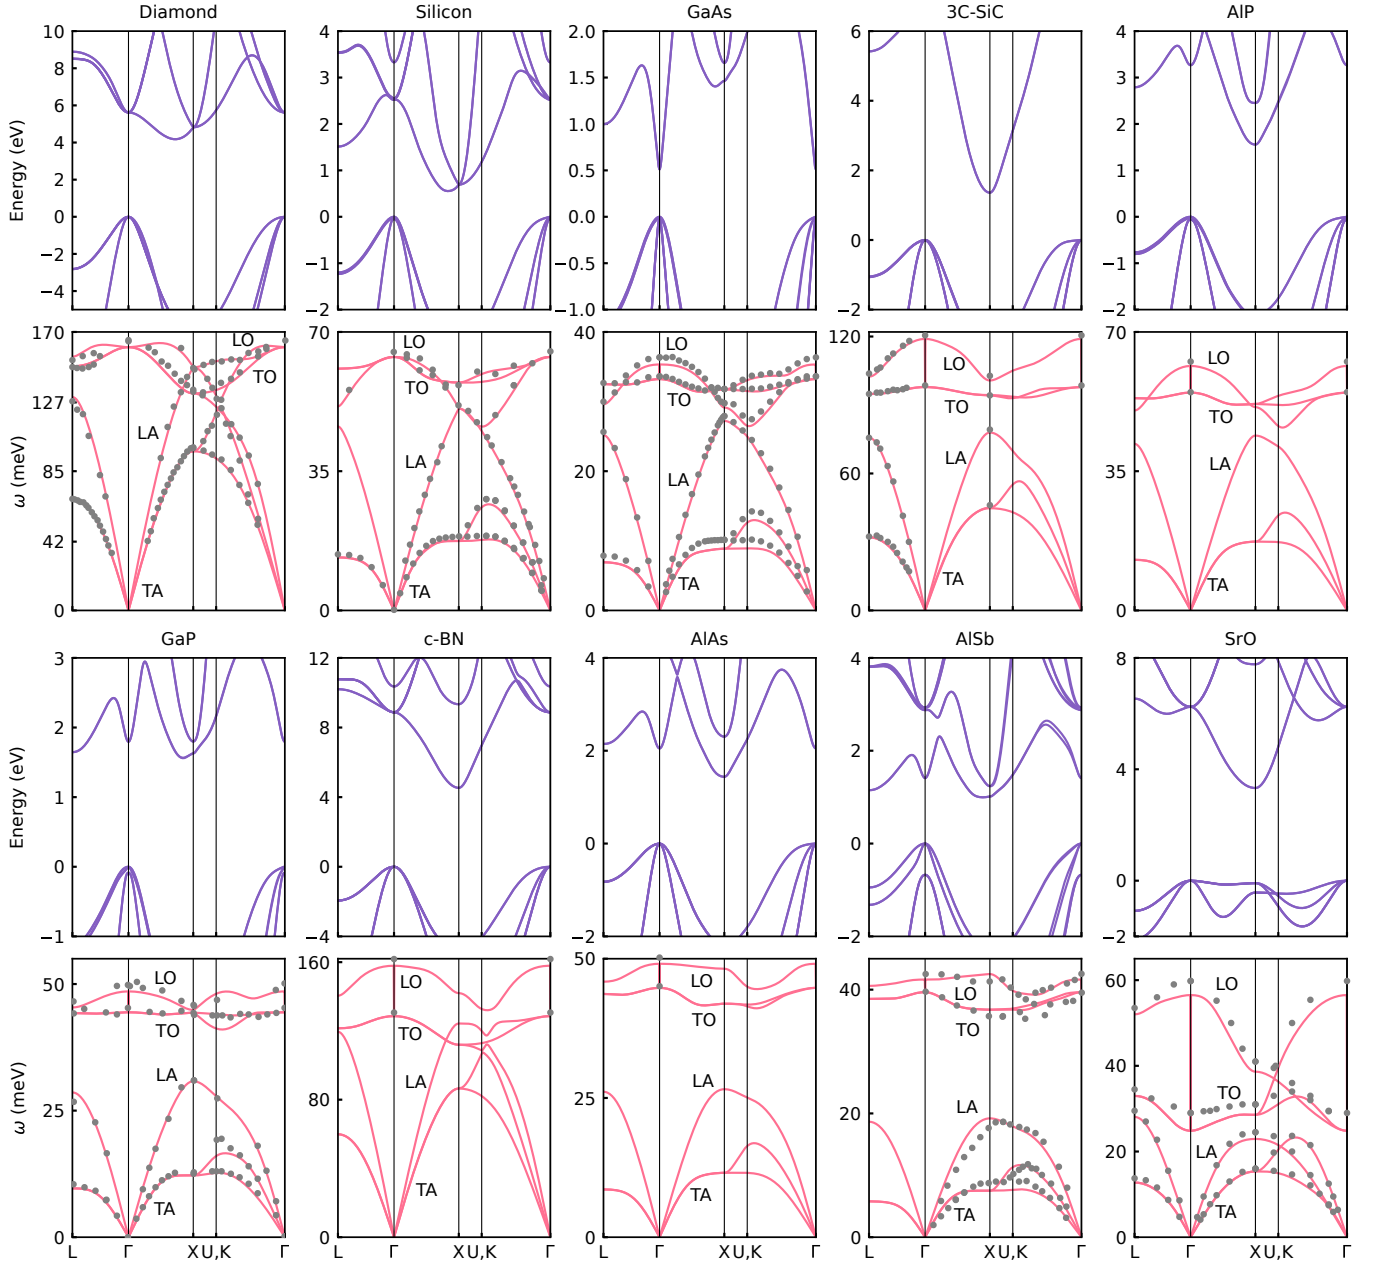 Diamond Silicon GaAs 3C-SiC AlP
Energy (eV)
10 8 6 4 2 0 −2 −4
4 3 2 1 0 −1 −2
2.0 1.5 1.0 0.5 0.0 −0.5 −1.0
6 4 2 0 −2
4 3 2 1 0 −1 −2
ω (meV)
170 127 85 42 0
LO TO LA TA
70 35 0
LO TO LA TA
40 20 0
LO TO LA TA
120 60 0
LO TO LA TA
70 35 0
LO TO LA TA
GaP c-BN AlAs AlSb SrO
Energy (eV)
3 2 1 0 −1
12 8 4 0 −4
4 2 0 −2
4 2 0 −2
8 4 0 −2
ω (meV)
50 25 0
LO TO LA TA
160 80 0
LO TO LA TA
50 25 0
LO TO LA TA
40 20 0
LO TO LA TA
60 40 20 0
LO TO LA TA
L Γ X U,K Γ
L Γ X U,K Γ
L Γ X U,K Γ
L Γ X U,K Γ
L Γ X U,K Γ